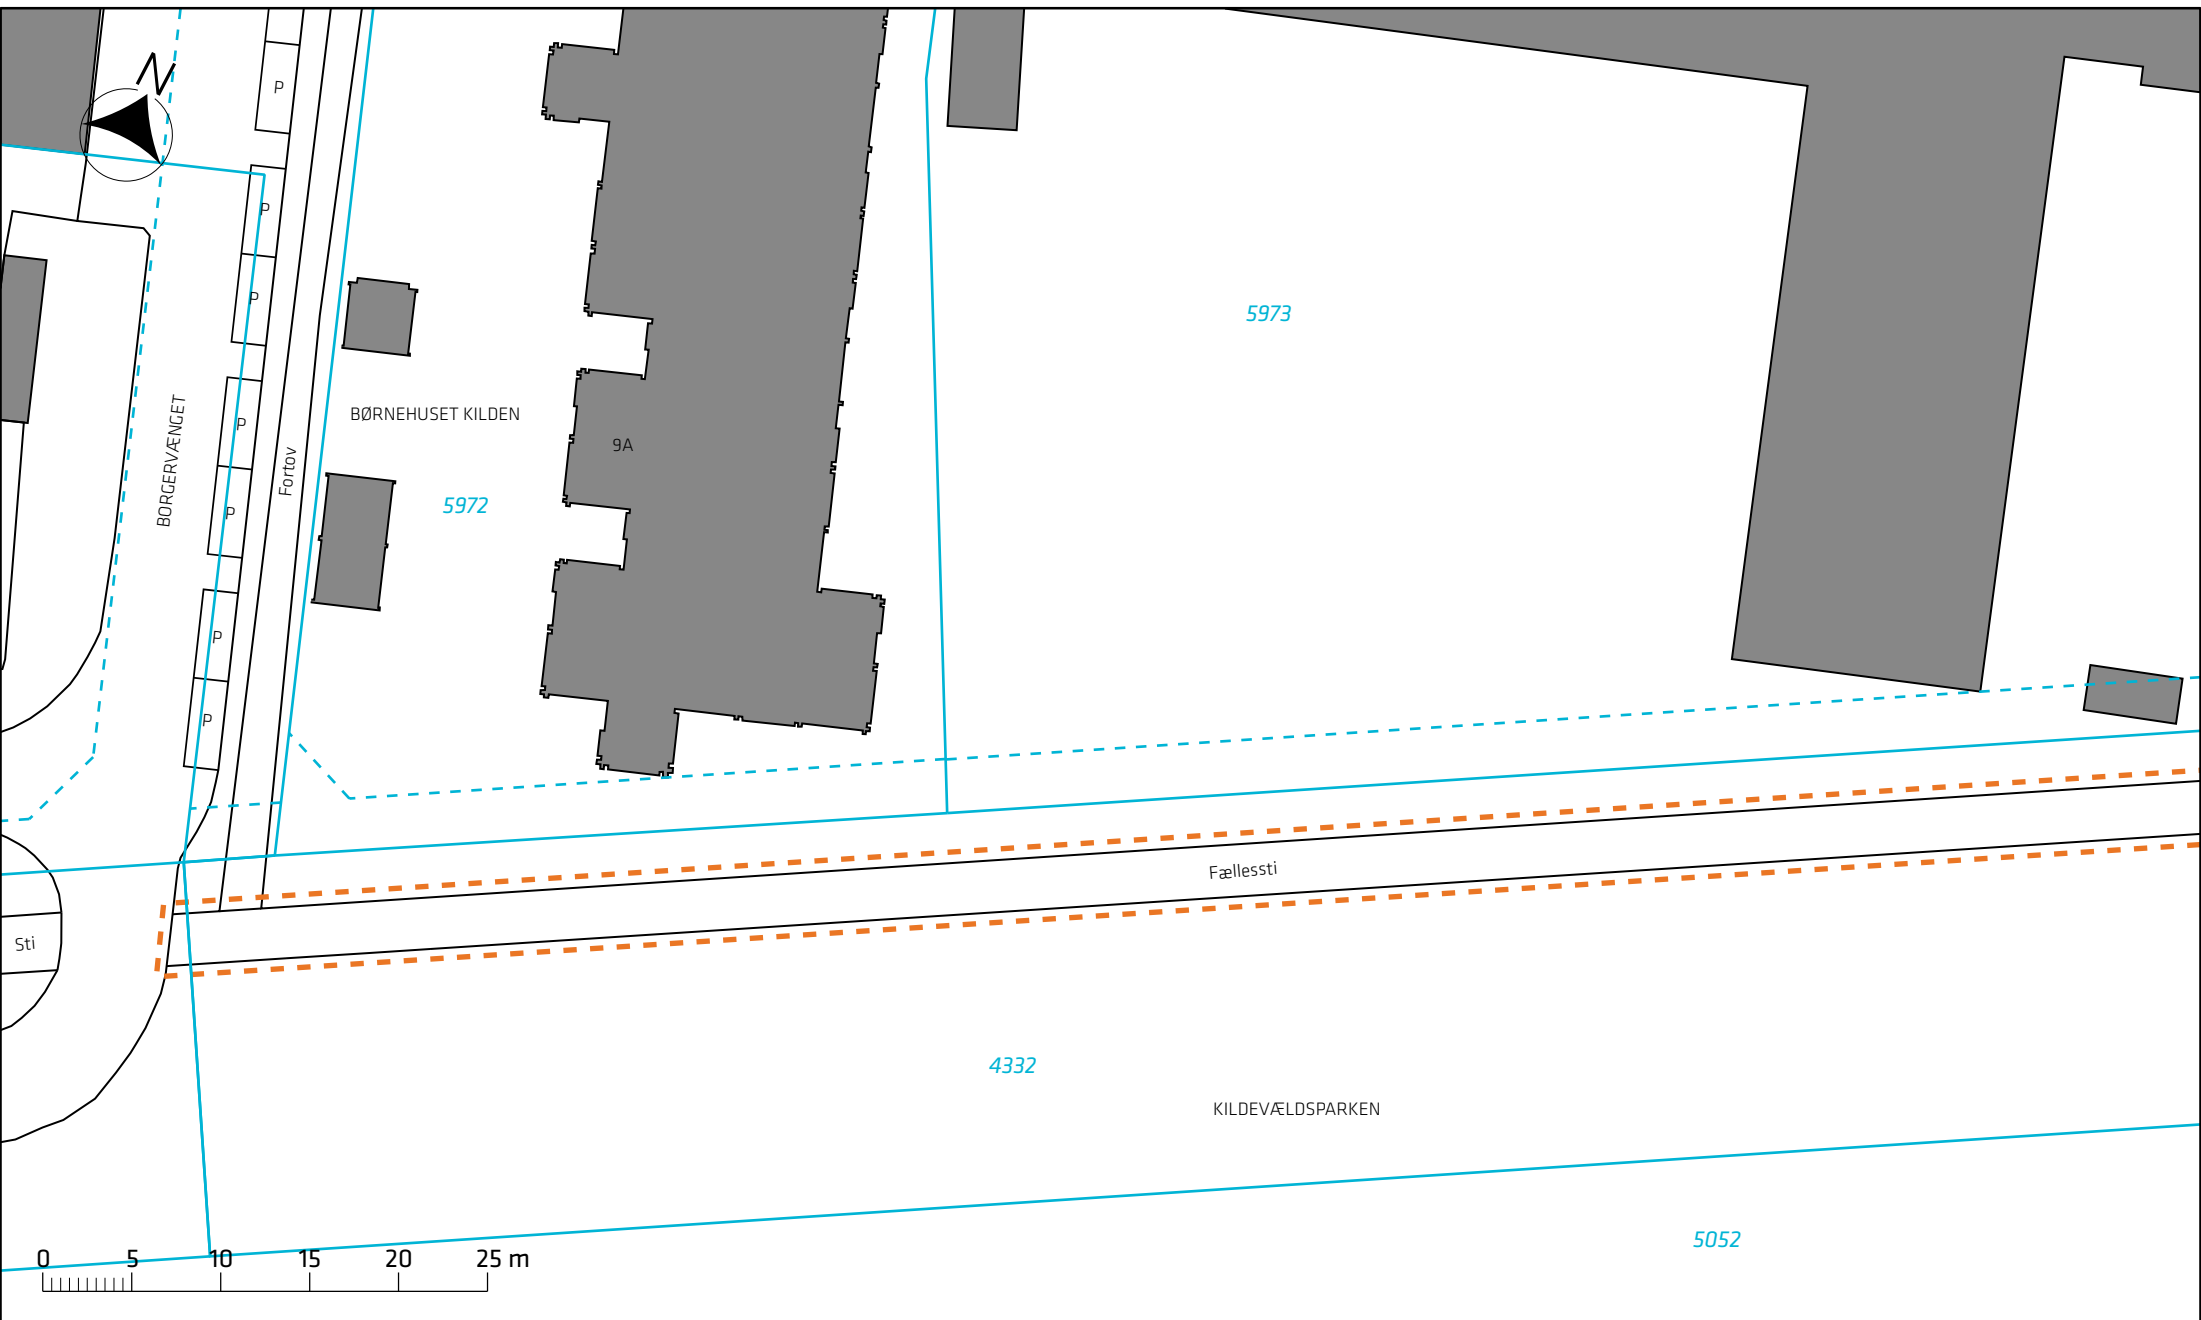 N
P
P
P
P
P
P
P
BORGERVÆNGET
Fortov
BØRNEHUSET KILDEN
9A
5972
5973
Fællessti
Sti
4332
KILDEVÆLDSPARKEN
5052
0 5 10 15 20 25 m